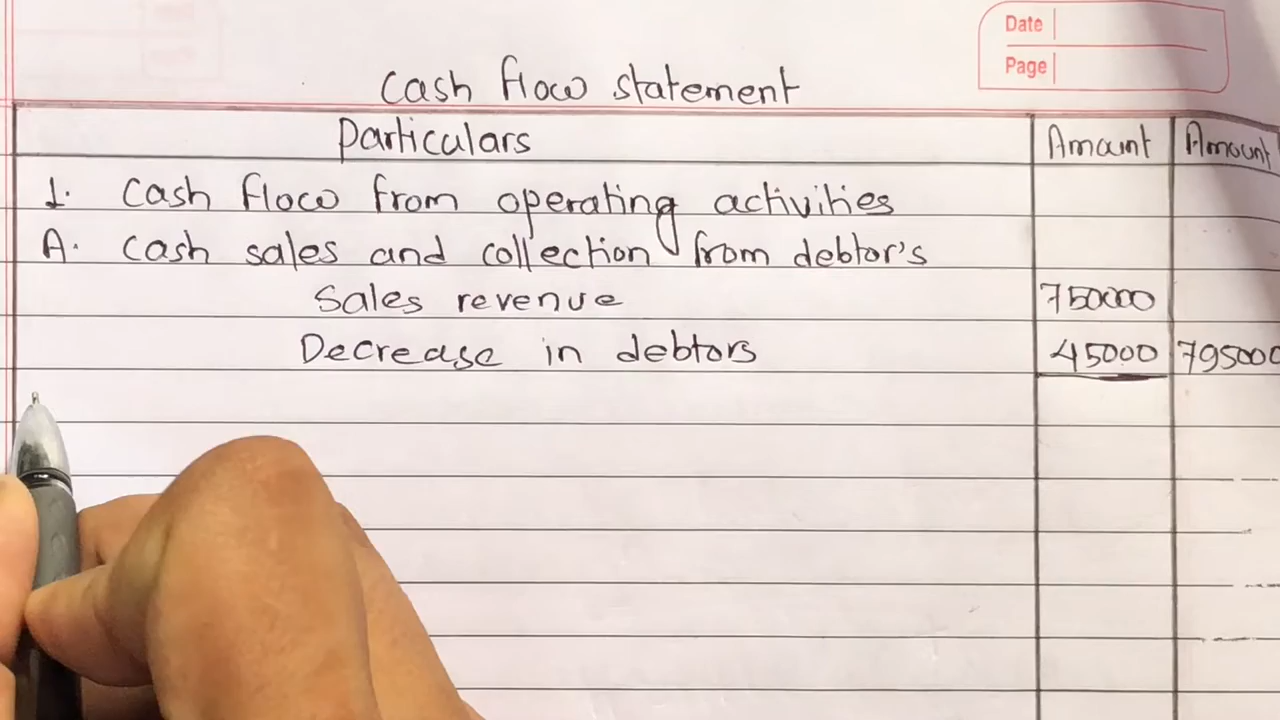 Date
Page
Cash flow statement
Particulars Amount Amount
1. Cash flow from operating activities
A. Cash sales and collection from debtor's
Sales revenue 750000
Decrease in debtors 45000 795000